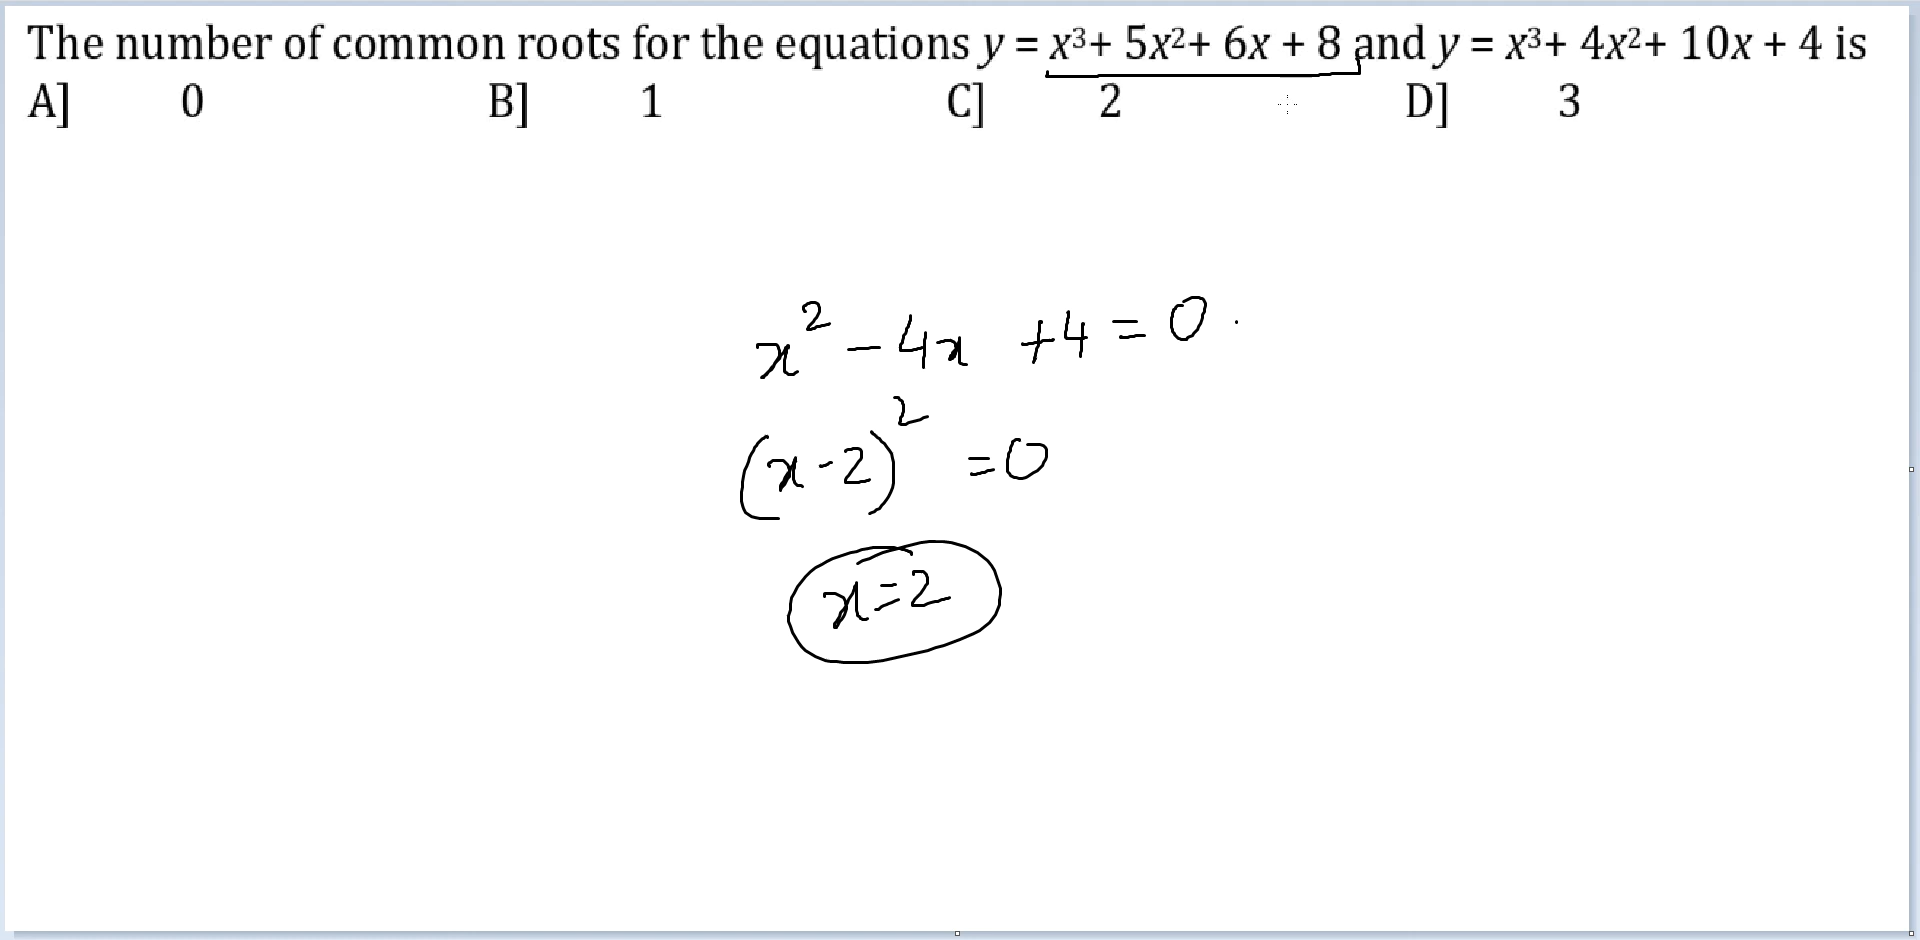 The number of common roots for the equations y = x³+ 5x²+ 6x + 8 and y = x³+ 4x²+ 10x + 4 is
A] 0 B] 1 C] 2 D] 3
x² - 4x + 4 = 0.
(x-2)² = 0
x=2